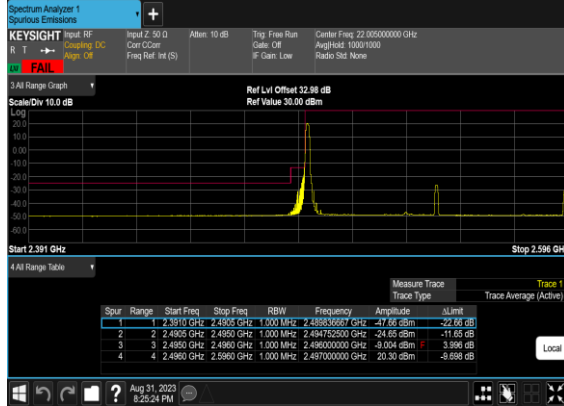 Spectrum Analyzer 1
Spurious Emissions
KEYSIGHT
R T
FAIL
Input: RF
Coupling: DC
Align: Off
Input Z: 50 Ω
Corr CCorr
Freq Ref: Int (S)
Atten: 10 dB
Trig: Free Run
Gate: Off
IF Gain: Low
Center Freq: 22.005000000 GHz
Avg|Hold: 1000/1000
Radio Std: None
3 All Range Graph
Scale/Div 10.0 dB
Ref Lvl Offset 32.98 dB
Ref Value 30.00 dBm
Log
20.0
10.0
0.00
-10.0
-20.0
-30.0
-40.0
-50.0
-60.0
Start 2.391 GHz
Stop 2.596 GH
4 All Range Table
Measure Trace Trace 1
Trace Type Trace Average (Active)
Spur Range Start Freq Stop Freq RBW Frequency Amplitude ΔLimit
1 1 2.3910 GHz 2.4905 GHz 1.000 MHz 2.489836667 GHz -47.66 dBm -22.66 dB
2 2 2.4905 GHz 2.4950 GHz 1.000 MHz 2.494752500 GHz -24.65 dBm -11.65 dB
3 3 2.4950 GHz 2.4960 GHz 1.000 MHz 2.496000000 GHz -9.004 dBm F 3.996 dB
4 4 2.4960 GHz 2.5960 GHz 1.000 MHz 2.497000000 GHz 20.30 dBm -9.698 dB
Local
?
Aug 31, 2023
8:25:24 PM